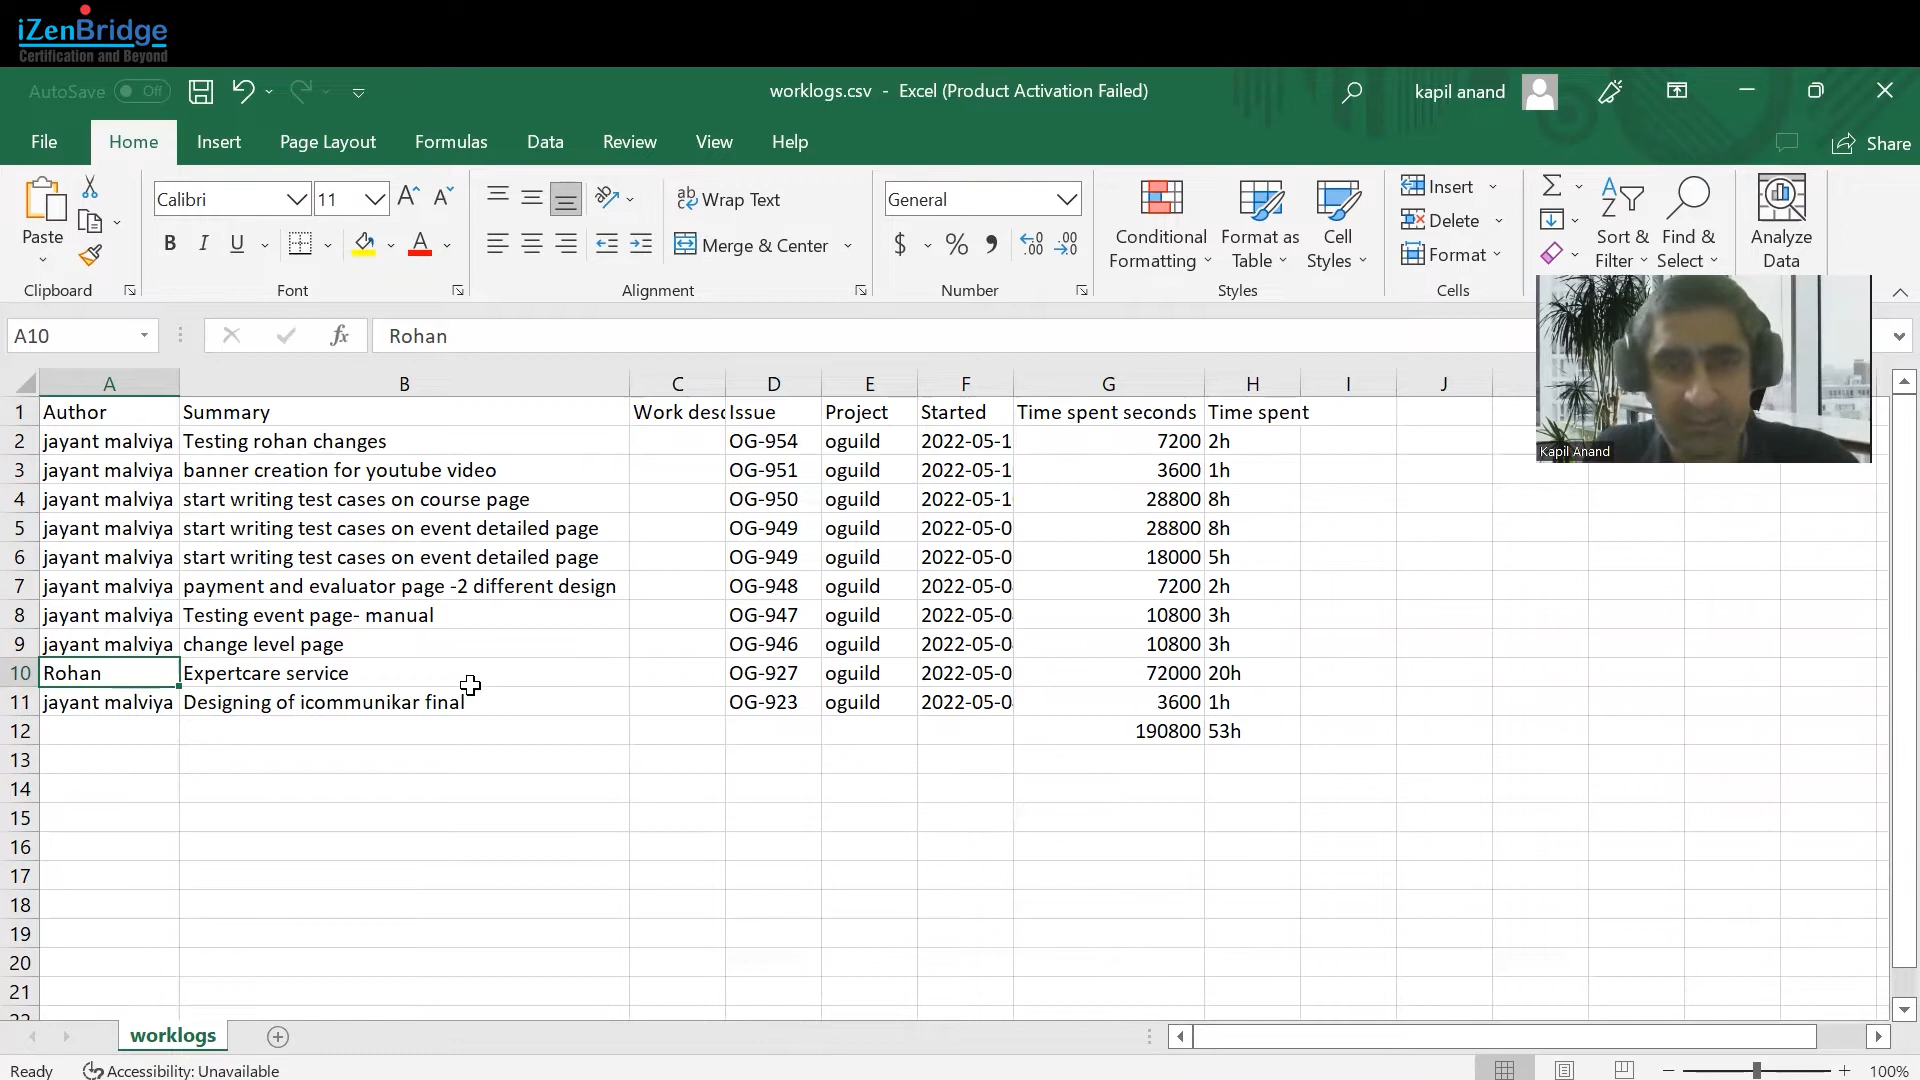 iZenBridge
Certification and Beyond
AutoSave Off worklogs.csv - Excel (Product Activation Failed) kapil anand
File Home Insert Page Layout Formulas Data Review View Help Share
Paste Calibri 11 Wrap Text General Conditional Formatting Format as Table Cell Styles Insert Sort & Filter Find & Select Analyze Data
B I U Merge & Center $ % Delete
Format
Clipboard Font Alignment Number Styles Cells
A10 fx Rohan
Kapil Anand
A B C D E F G H I J
1 Author Summary Work desc Issue Project Started Time spent seconds Time spent
2 jayant malviya Testing rohan changes OG-954 oguild 2022-05-1 7200 2h
3 jayant malviya banner creation for youtube video OG-951 oguild 2022-05-1 3600 1h
4 jayant malviya start writing test cases on course page OG-950 oguild 2022-05-1 28800 8h
5 jayant malviya start writing test cases on event detailed page OG-949 oguild 2022-05-0 28800 8h
6 jayant malviya start writing test cases on event detailed page OG-949 oguild 2022-05-0 18000 5h
7 jayant malviya payment and evaluator page -2 different design OG-948 oguild 2022-05-0 7200 2h
8 jayant malviya Testing event page- manual OG-947 oguild 2022-05-0 10800 3h
9 jayant malviya change level page OG-946 oguild 2022-05-0 10800 3h
10 Rohan Expertcare service OG-927 oguild 2022-05-0 72000 20h
11 jayant malviya Designing of icommunikar final OG-923 oguild 2022-05-0 3600 1h
12 190800 53h
13
14
15
16
17
18
19
20
21
worklogs
Ready Accessibility: Unavailable 100%